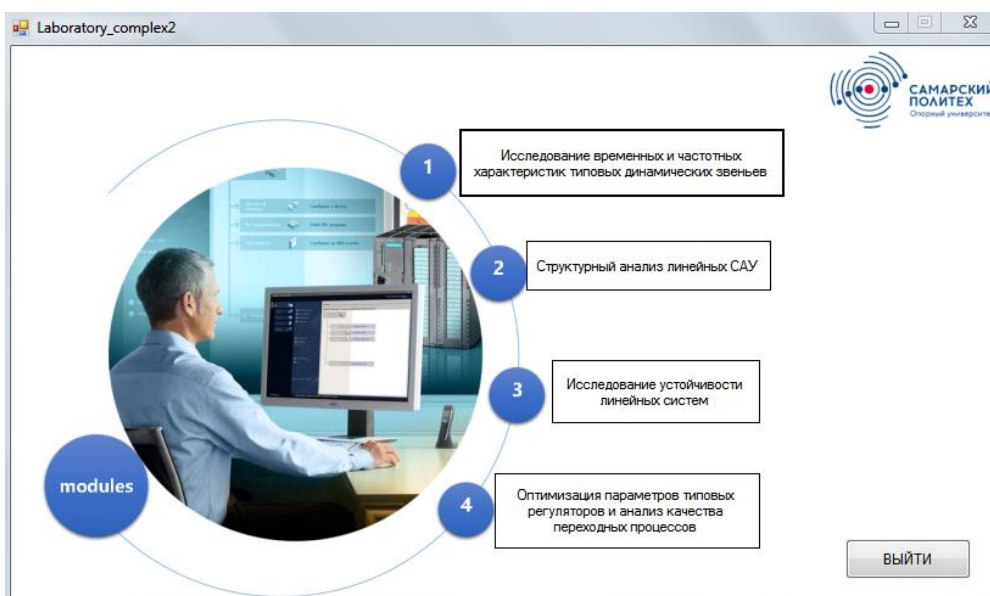 Laboratory_complex2
САМАРСКИЙ
ПОЛИТЕХ
Опорный университе
1
Исследование временных и частотных
характеристик типовых динамических звеньев
2
Структурный анализ линейных САУ
3
Исследование устойчивости
линейных систем
modules
4
Оптимизация параметров типовых
регуляторов и анализ качества
переходных процессов
ВЫЙТИ